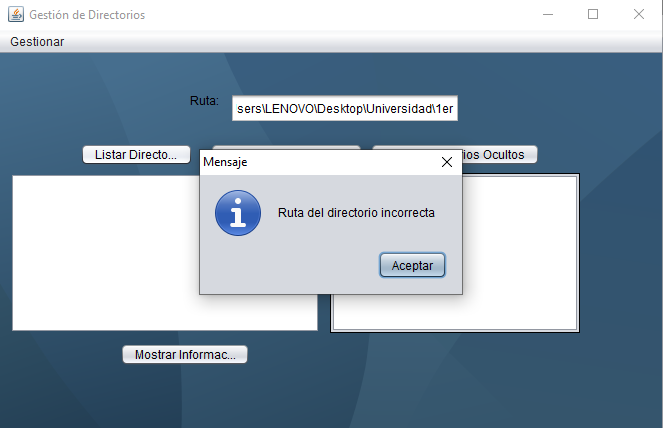 Gestión de Directorios
Gestionar
Ruta:
sers\LENOVO\Desktop\Universidad\1er
Listar Directo...
ios Ocultos
Mensaje
Ruta del directorio incorrecta
Aceptar
Mostrar Informac...